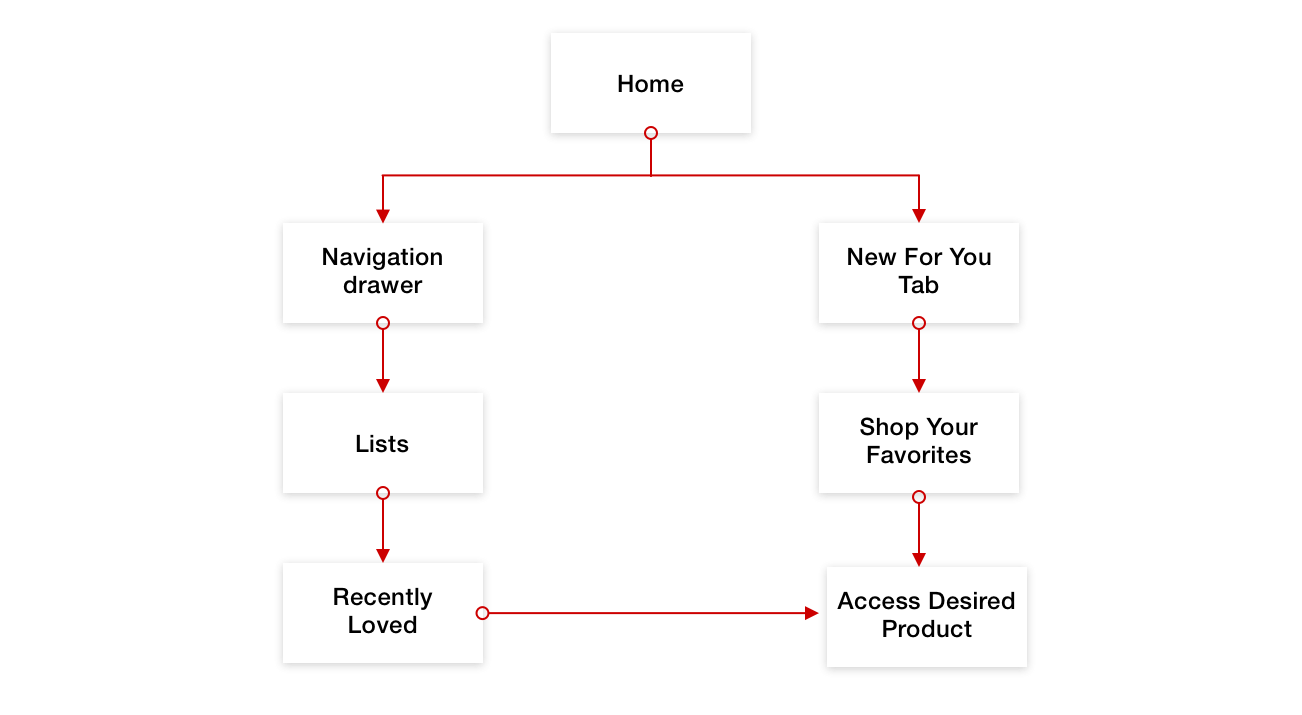 Home
Navigation
drawer
New For You
Tab
Lists
Shop Your
Favorites
Recently
Loved
Access Desired
Product